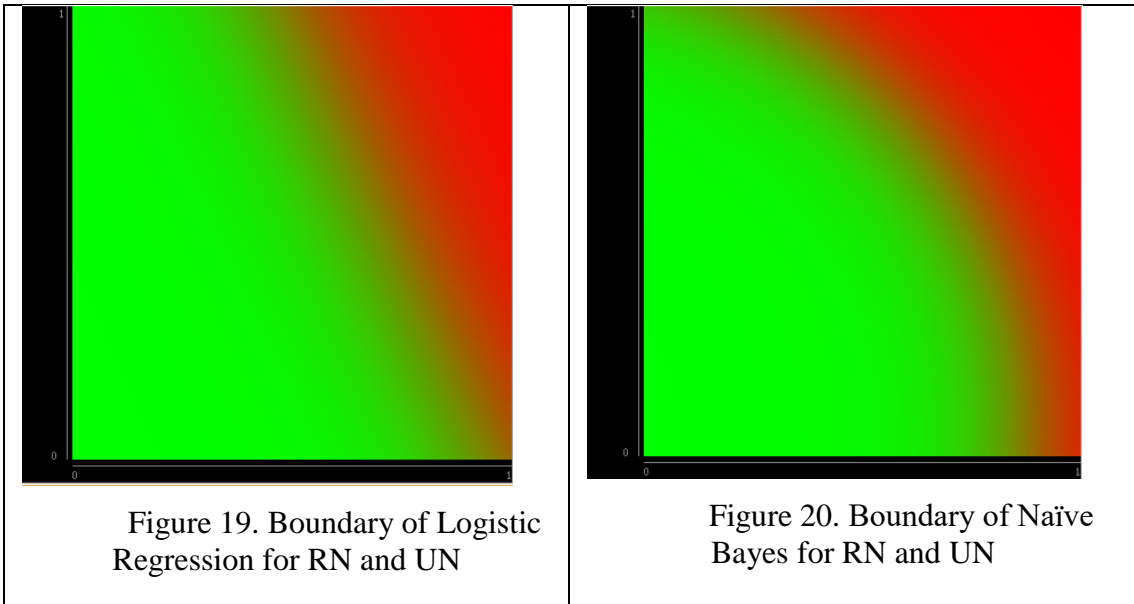 1
0
0
1
Figure 19. Boundary of Logistic
Regression for RN and UN
1
0
0
1
Figure 20. Boundary of Naïve
Bayes for RN and UN